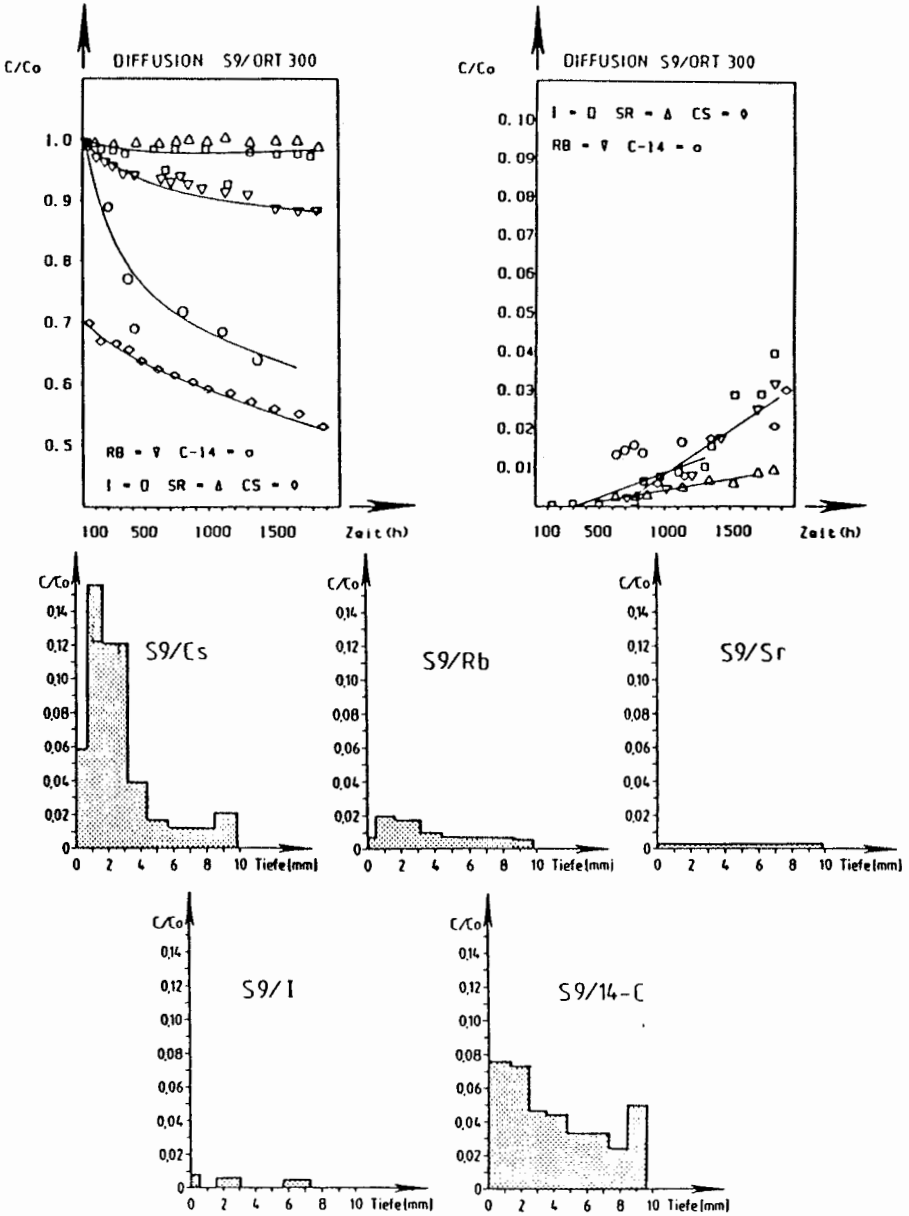 DIFFUSION S9/ORT 300
C/Co
1.0
0.9
0.8
0.7
0.6
0.5
RB = ∇ C-14 = o
I = □ SR = Δ CS = ◇
100 500 1000 1500 Zeit(h)
DIFFUSION S9/ORT 300
C/Co
I = □ SR = Δ CS = ◇
RB = ∇ C-14 = o
0.10
0.09
0.08
0.07
0.06
0.05
0.04
0.03
0.02
0.01
100 500 1000 1500 Zeit(h)
C/Co
S9/Cs
0,14
0,12
0,10
0,08
0,06
0,04
0,02
0
0 2 4 6 8 10 Tiefe[mm]
C/Co
S9/Rb
0,14
0,12
0,10
0,08
0,06
0,04
0,02
0
0 2 4 6 8 10 Tiefe[mm]
C/Co
S9/Sr
0,14
0,12
0,10
0,08
0,06
0,04
0,02
0
0 2 4 6 8 10 Tiefe[mm]
C/Co
S9/I
0,14
0,12
0,10
0,08
0,06
0,04
0,02
0
0 2 4 6 8 10 Tiefe[mm]
C/Co
S9/14-C
0,14
0,12
0,10
0,08
0,06
0,04
0,02
0
0 2 4 6 8 10 Tiefe[mm]